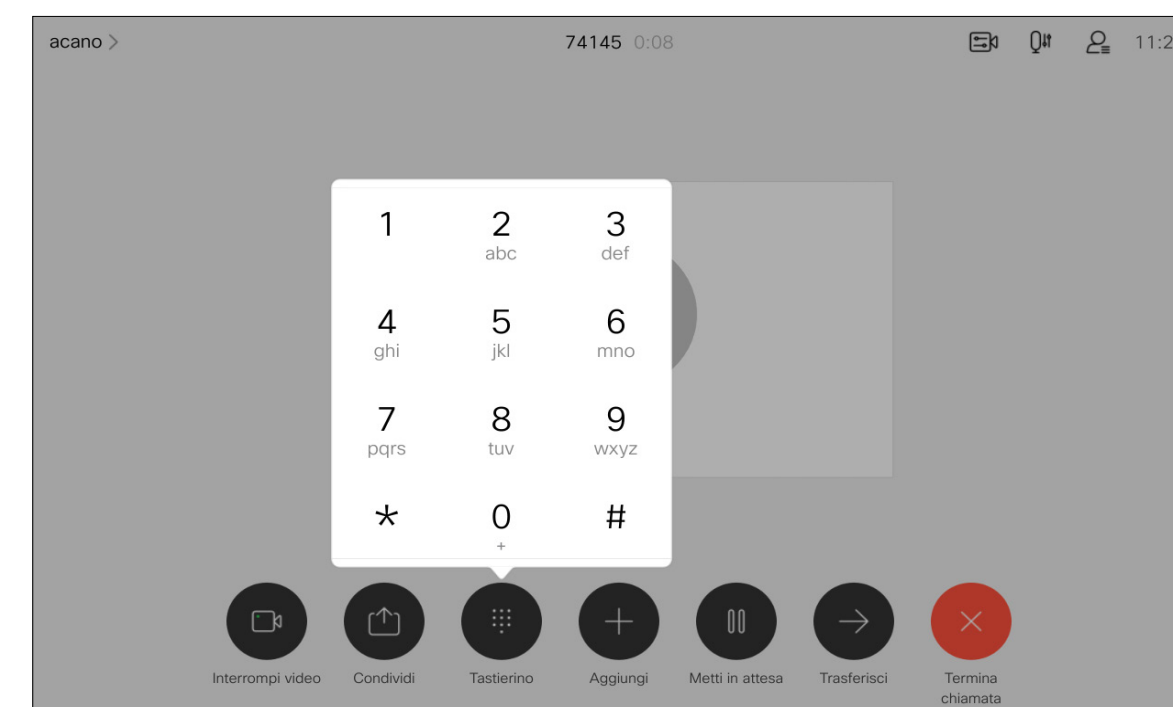 acano
74145 0:08
11:2
1 2 3
abc def
4 5 6
ghi jkl mno
7 8 9
pqrs tuv wxyz
* 0 #
+
Interrompi video Condividi Tastierino Aggiungi Metti in attesa Trasferisci Termina
chiamata